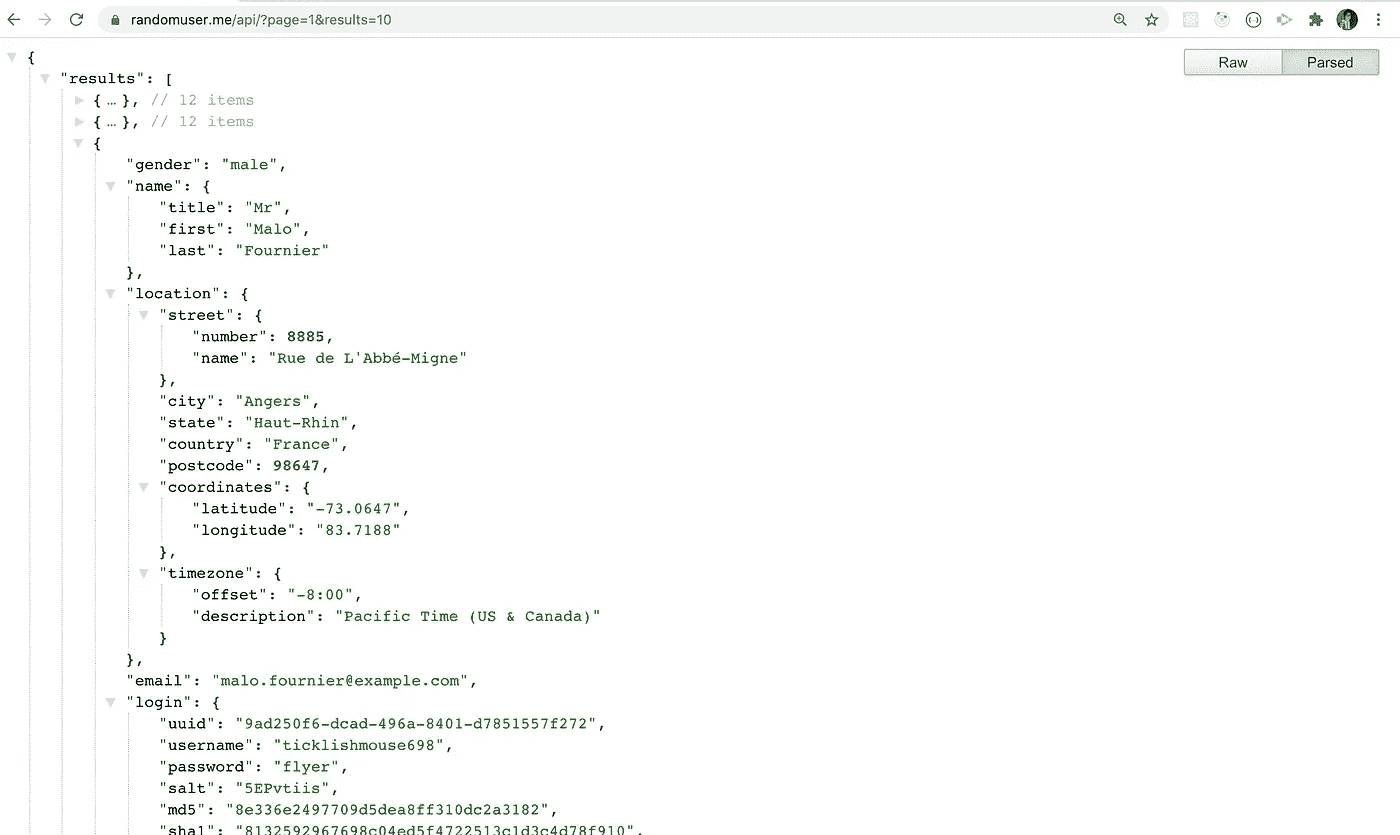 randomuser.me/api/?page=1&results=10
Raw Parsed
{
"results": [
{ … }, // 12 items
{ … }, // 12 items
{
"gender": "male",
"name": {
"title": "Mr",
"first": "Malo",
"last": "Fournier"
},
"location": {
"street": {
"number": 8885,
"name": "Rue de L'Abbé-Migne"
},
"city": "Angers",
"state": "Haut-Rhin",
"country": "France",
"postcode": 98647,
"coordinates": {
"latitude": "-73.0647",
"longitude": "83.7188"
},
"timezone": {
"offset": "-8:00",
"description": "Pacific Time (US & Canada)"
}
},
"email": "malo.fournier@example.com",
"login": {
"uuid": "9ad250f6-dcad-496a-8401-d7851557f272",
"username": "ticklishmouse698",
"password": "flyer",
"salt": "5EPvtiis",
"md5": "8e336e2497709d5dea8ff310dc2a3182",
"sha1": "8132592967698c04ed5f4722513c1d3c4d78f910",